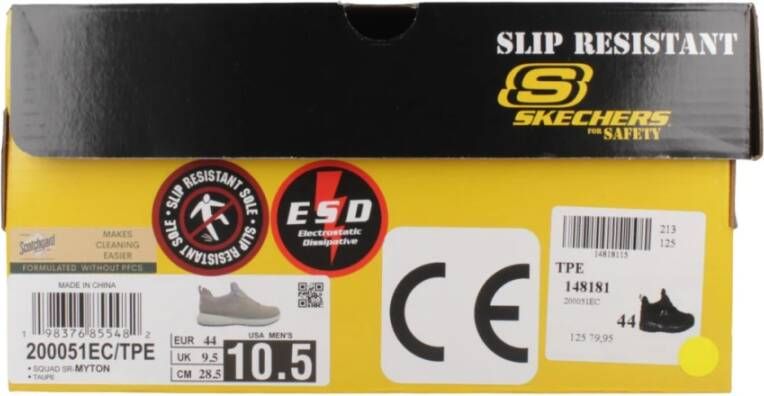 SLIP RESISTANT
S
SKECHERS
FOR SAFETY
SLIP RESISTANT SOLE • SLIP RESISTANT SOLE •
ESD
Electrostatic
Dissipative
Scotchgard
MAKES
CLEANING
EASIER
FORMULATED WITHOUT PFCS
MADE IN CHINA
1 98376 85548 2
200051EC/TPE
• SQUAD SR-MYTON
• TAUPE
EUR 44
UK 9.5
CM 28.5
USA MEN'S
10.5
CE
14818115
213
125
TPE
148181
200051EC
44
125 79,95